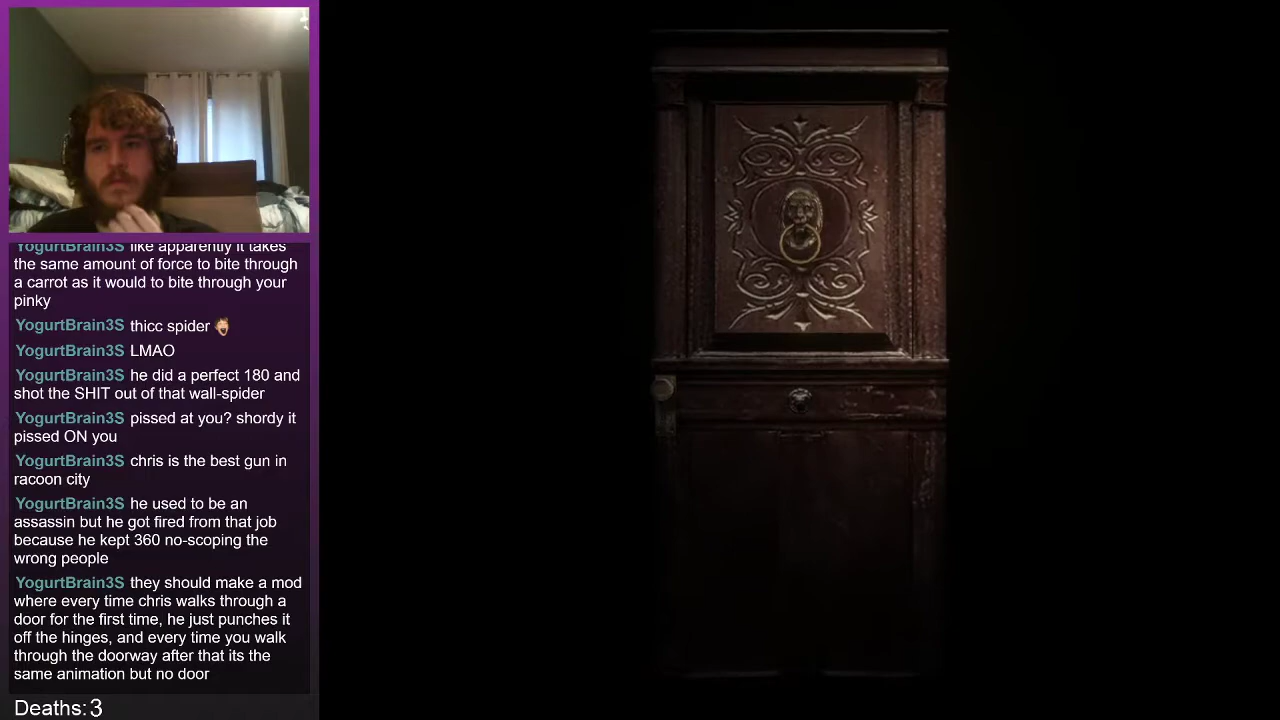 YogurtBrain3S like apparently it takes
the same amount of force to bite through
a carrot as it would to bite through your
pinky
YogurtBrain3S thicc spider
YogurtBrain3S LMAO
YogurtBrain3S he did a perfect 180 and
shot the SHIT out of that wall-spider
YogurtBrain3S pissed at you? shordy it
pissed ON you
YogurtBrain3S chris is the best gun in
racoon city
YogurtBrain3S he used to be an
assassin but he got fired from that job
because he kept 360 no-scoping the
wrong people
YogurtBrain3S they should make a mod
where every time chris walks through a
door for the first time, he just punches it
off the hinges, and every time you walk
through the doorway after that its the
same animation but no door
Deaths:3